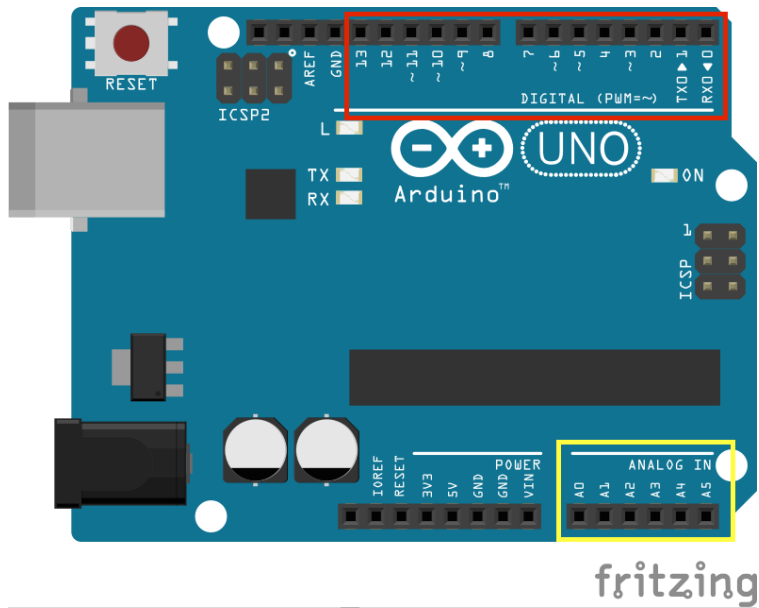 RESET
ICSP2
AREF
GND
13
12
~11
~10
~9
8
7
~6
~5
4
~3
2
TX0▶1
RX0◀0
DIGITAL (PWM=~)
L
TX
RX
Arduino™
UNO
ON
1
ICSP
POWER
ANALOG IN
IOREF
RESET
3V3
5V
GND
GND
VIN
A0
A1
A2
A3
A4
A5
fritzing